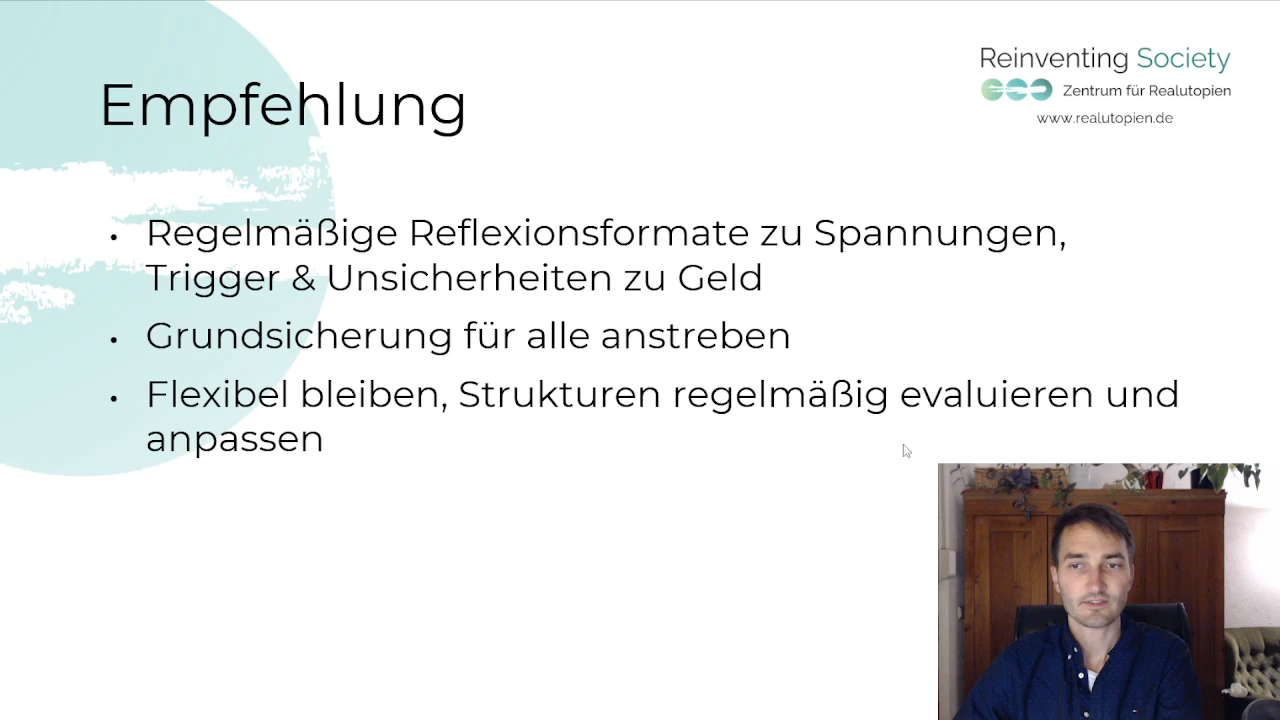 Reinventing Society
Zentrum für Realutopien
www.realutopien.de
Empfehlung
• Regelmäßige Reflexionsformate zu Spannungen,
Trigger & Unsicherheiten zu Geld
• Grundsicherung für alle anstreben
• Flexibel bleiben, Strukturen regelmäßig evaluieren und
anpassen